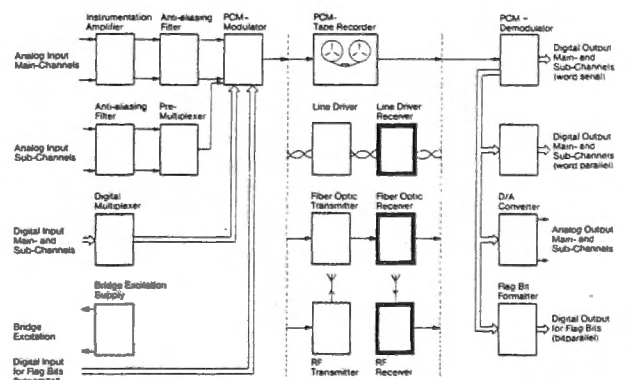 Instrumentation
Amplifier
Anti-aliasing
Filter
PCM-
Modulator
PCM-
Tape Recorder
PCM -
Demodulator
Analog Input
Main-Channels
Digital Output
Main- and
Sub-Channels
(word serial)
Anti-aliasing
Filter
Pre-
Multiplexer
Line Driver
Line Driver
Receiver
Analog Input
Sub-Channels
Digital Output
Main- and
Sub-Channels
(word parallel)
Digital
Multiplexer
Fiber Optic
Transmitter
Fiber Optic
Receiver
D/A
Converter
Digital Input
Main- and
Sub-Channels
Analog Output
Main- and
Sub-Channels
Bridge Excitation
Supply
Flag Bit
Formatter
Bridge
Excitation
Digital Output
for Flag Bits
(bitparallel)
Digital Input
for Flag Bits
RF
Transmitter
RF
Receiver